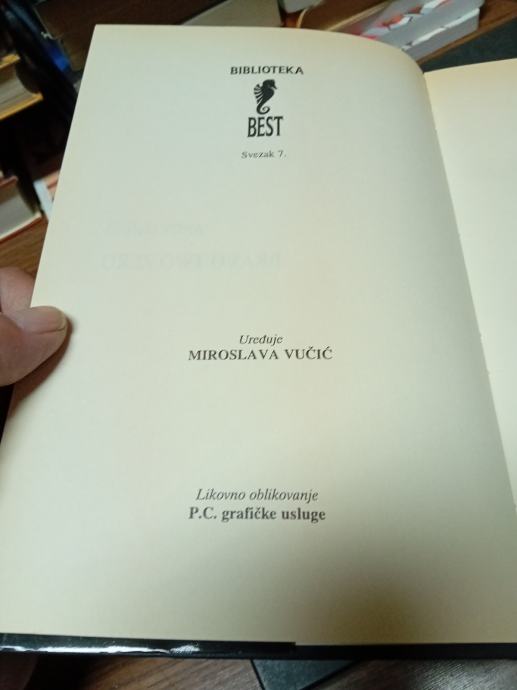 BIBLIOTEKA
BEST
Svezak 7.
Uređuje
MIROSLAVA VUČIĆ
Likovno oblikovanje
P.C. grafičke usluge